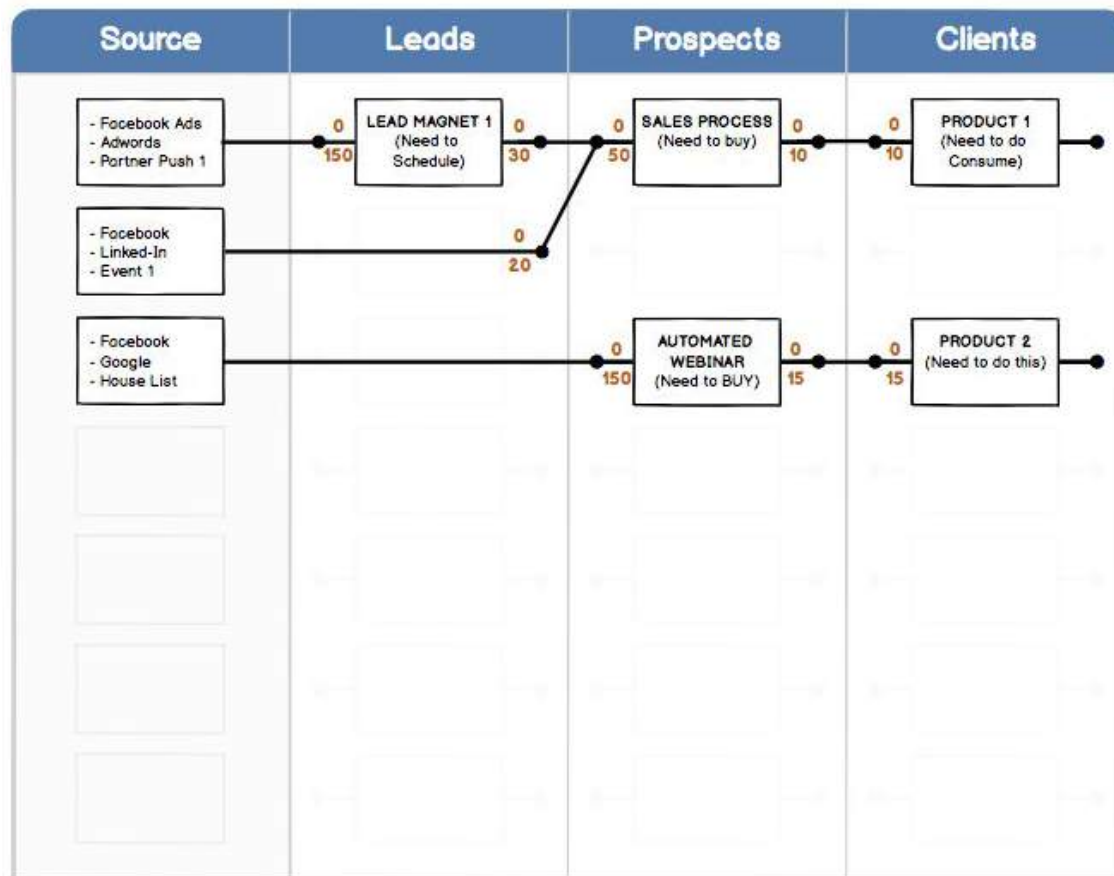 Source
Leads
Prospects
Clients
- Facebook Ads
- Adwords
- Partner Push 1
0
150
LEAD MAGNET 1
(Need to
Schedule)
0
30
0
50
SALES PROCESS
(Need to buy)
0
10
0
10
PRODUCT 1
(Need to do
Consume)
- Facebook
- Linked-In
- Event 1
0
20
- Facebook
- Google
- House List
0
150
AUTOMATED
WEBINAR
(Need to BUY)
0
15
0
15
PRODUCT 2
(Need to do this)